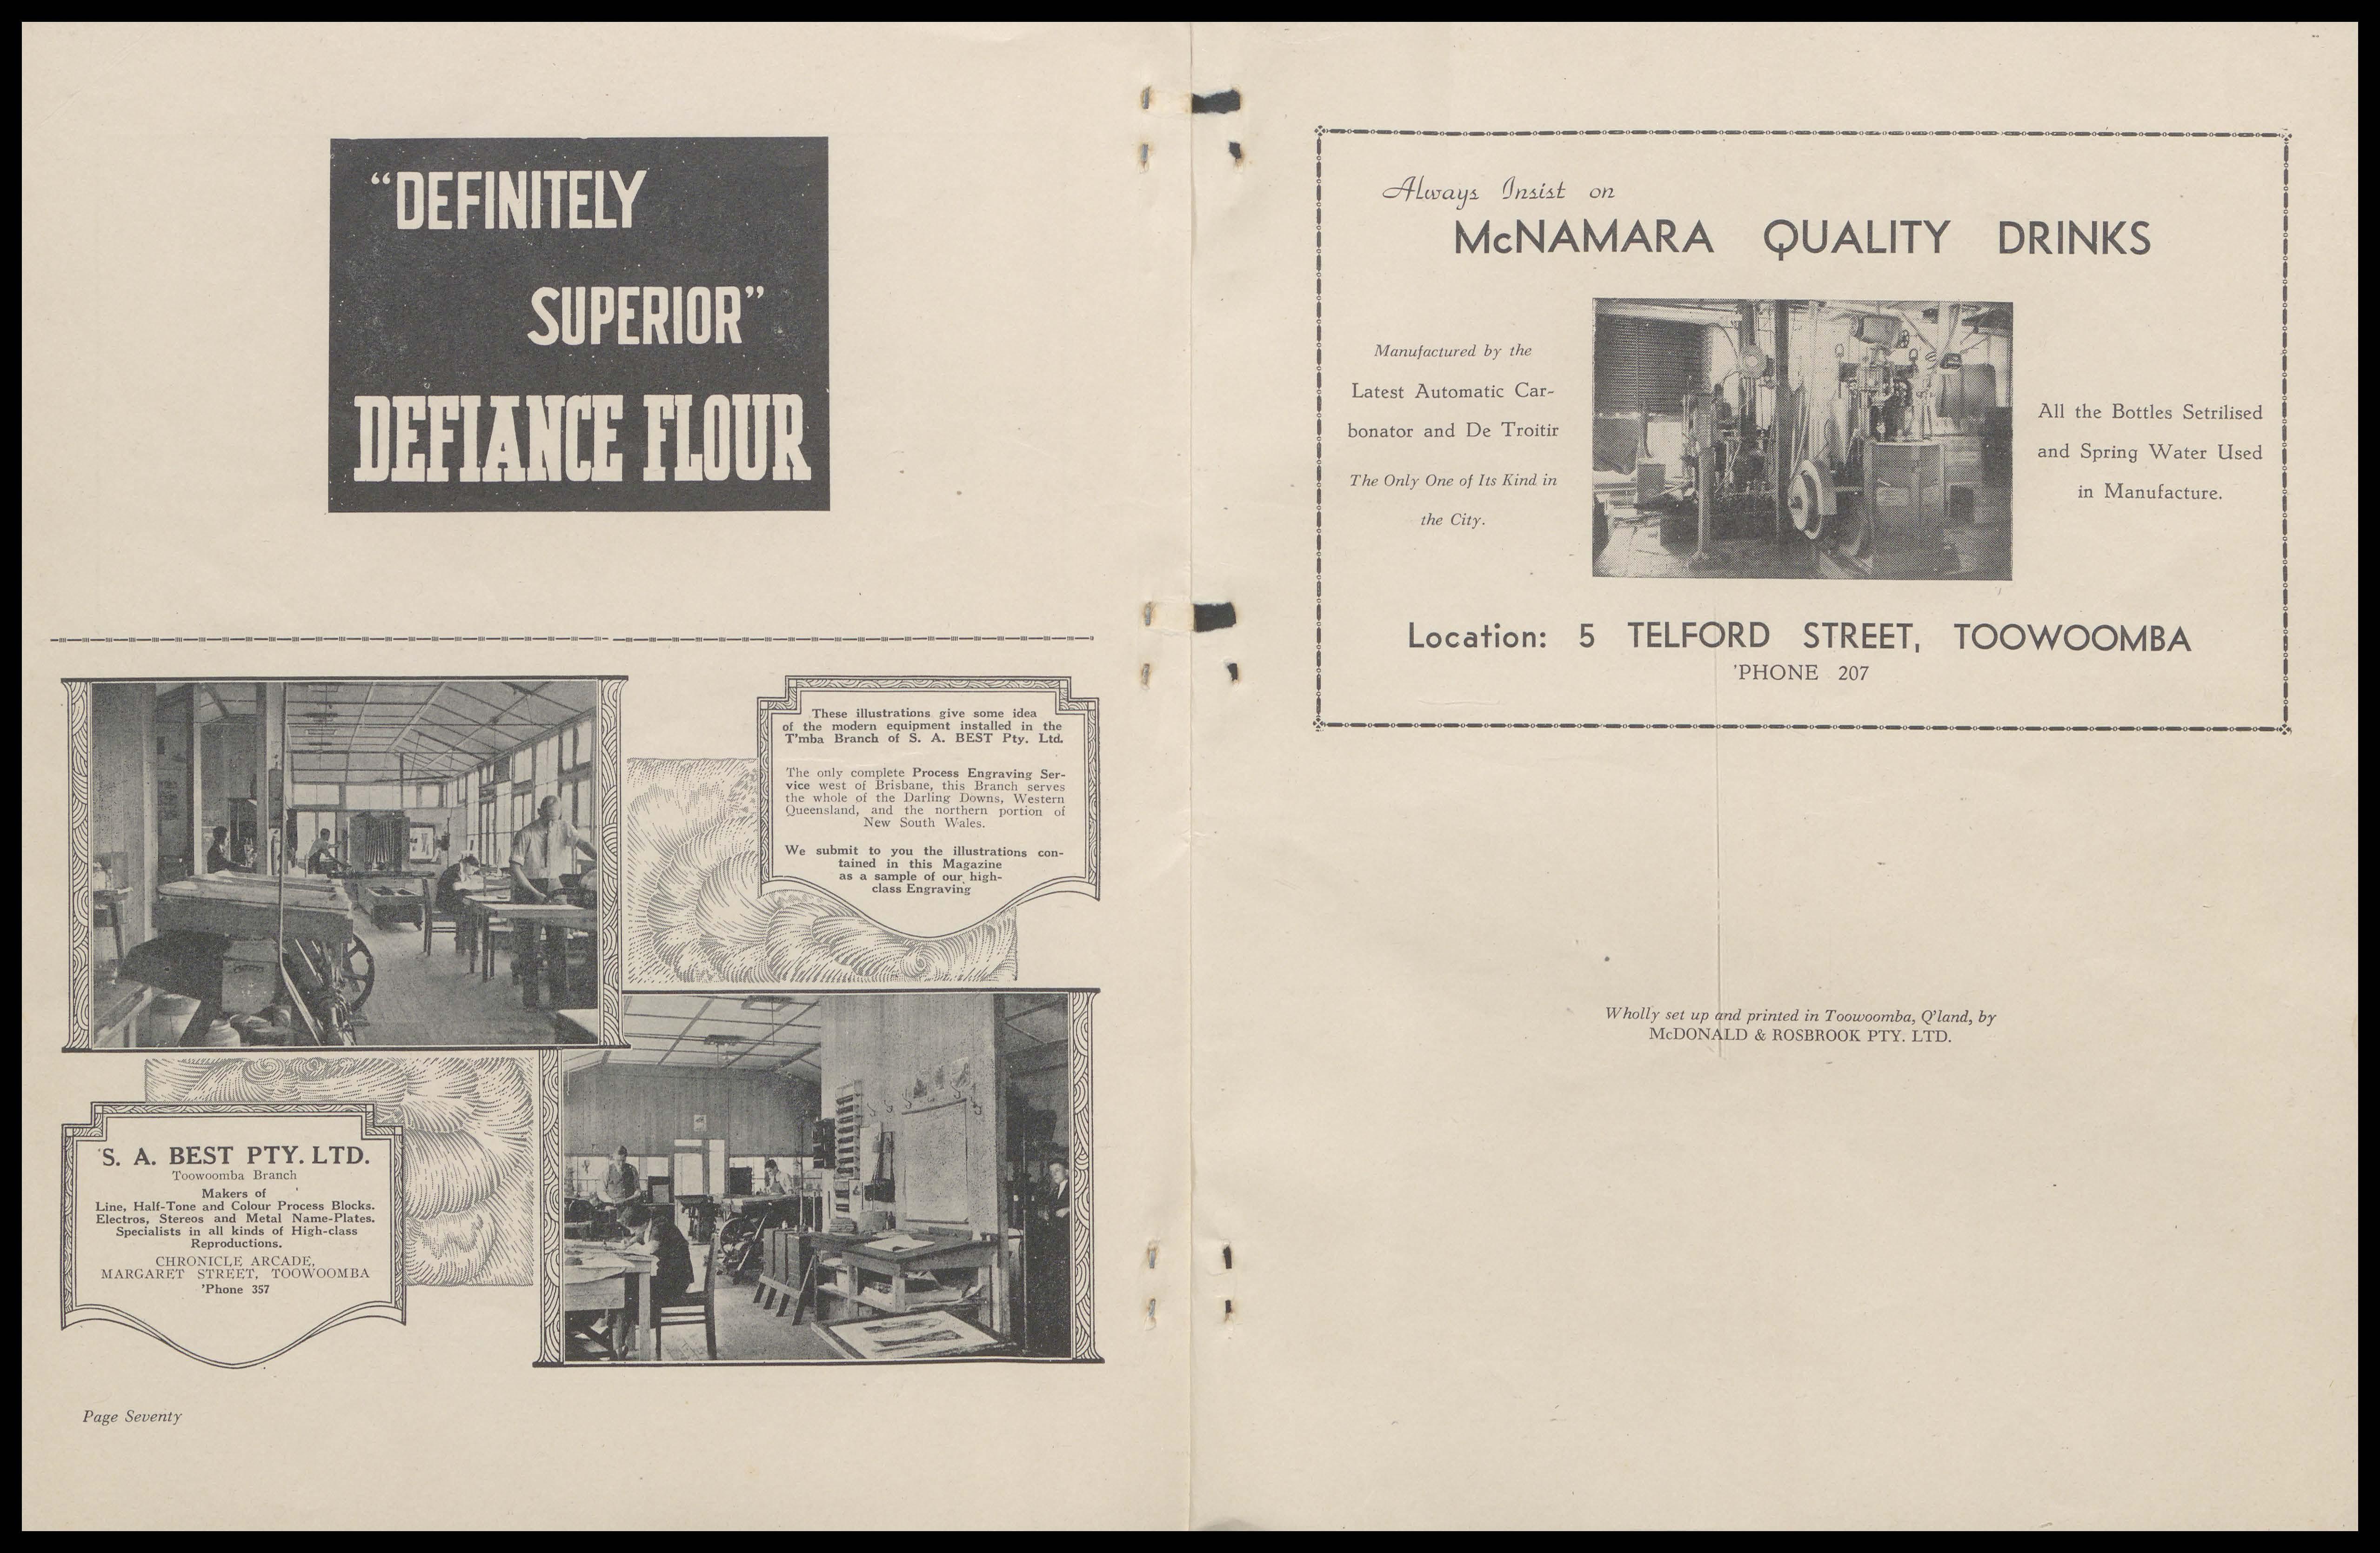 “DEFINITELY
SUPERIOR”
DEFIANCE FLOUR
These illustrations give some idea
of the modern equipment installed in the
T'mba Branch of S. A. BEST Pty. Ltd.
The only complete Process Engraving Ser-
vice west of Brisbane, this Branch serves
the whole of the Darling Downs, Western
Queensland, and the northern portion of
New South Wales.
We submit to you the illustrations con-
tained in this Magazine
as a sample of our high-
class Engraving
S. A. BEST PTY. LTD.
Toowoomba Branch
Makers of
Line, Half-Tone and Colour Process Blocks.
Electros, Stereos and Metal Name-Plates.
Specialists in all kinds of High-class
Reproductions.
CHRONICLE ARCADE,
MARGARET STREET, TOOWOOMBA
'Phone 357
Page Seventy
Always Insist on
McNAMARA QUALITY DRINKS
Manufactured by the
Latest Automatic Car-
bonator and De Troitir
The Only One of Its Kind in
the City.
All the Bottles Setrilised
and Spring Water Used
in Manufacture.
Location: 5 TELFORD STREET, TOOWOOMBA
'PHONE 207
Wholly set up and printed in Toowoomba, Q'land, by
McDONALD & ROSBROOK PTY. LTD.